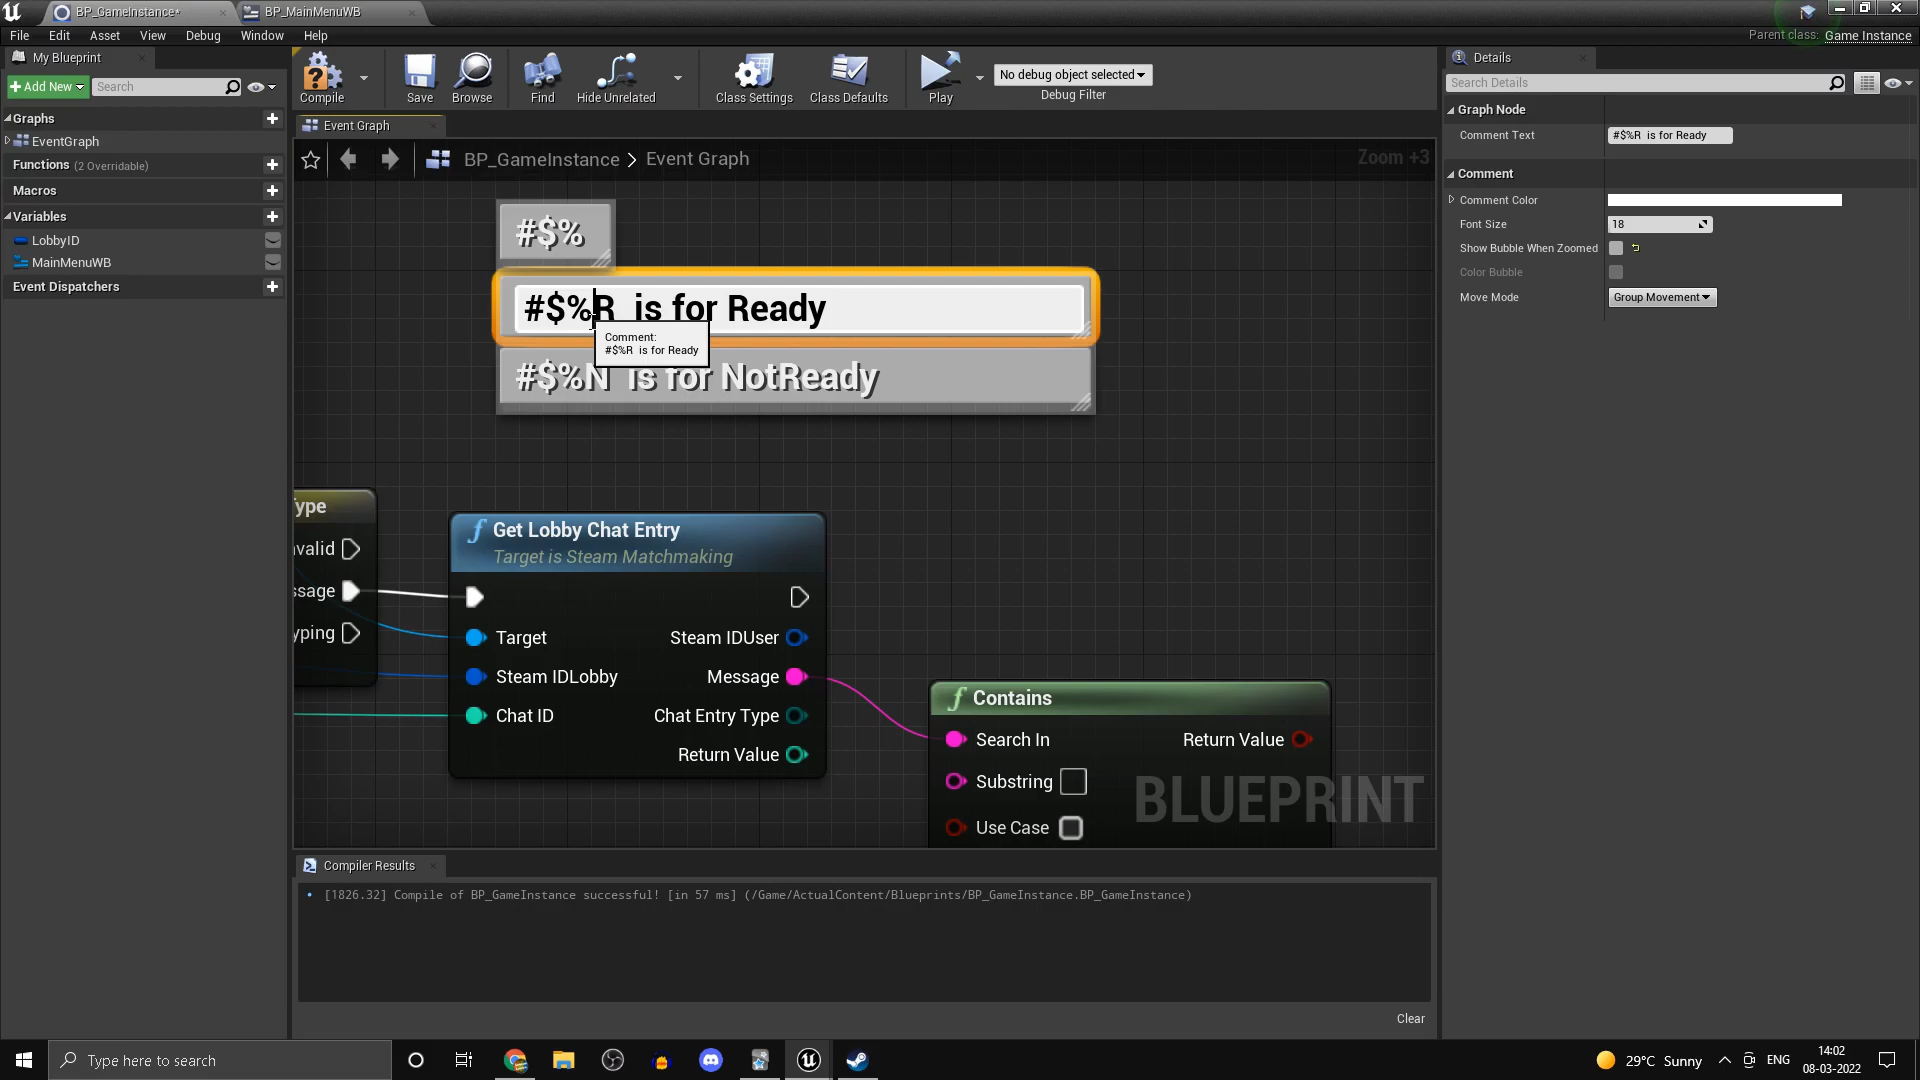 BP_GameInstance*
BP_MainMenuWB
File Edit Asset View Debug Window Help
Parent class: Game Instance
My Blueprint
Add New
Search
Compile
Save
Browse
Find
Hide Unrelated
Class Settings
Class Defaults
Play
No debug object selected
Debug Filter
Details
Search Details
Graphs
EventGraph
Functions (2 Overridable)
Macros
Variables
LobbyID
MainMenuWB
Event Dispatchers
Event Graph
BP_GameInstance > Event Graph
Zoom +3
#$%
#$%R  is for Ready
Comment:
#$%R  is for Ready
#$%N  is for NotReady
ype
nvalid
ssage
yping
Get Lobby Chat Entry
Target is Steam Matchmaking
Target
Steam IDUser
Steam IDLobby
Message
Chat ID
Chat Entry Type
Return Value
Contains
Search In
Return Value
Substring
Use Case
BLUEPRINT
Graph Node
Comment Text
#$%R  is for Ready
Comment
Comment Color
Font Size
18
Show Bubble When Zoomed
Color Bubble
Move Mode
Group Movement
Compiler Results
[1826.32] Compile of BP_GameInstance successful! [in 57 ms] (/Game/ActualContent/Blueprints/BP_GameInstance.BP_GameInstance)
Clear
Type here to search
29°C Sunny
ENG
14:02
08-03-2022